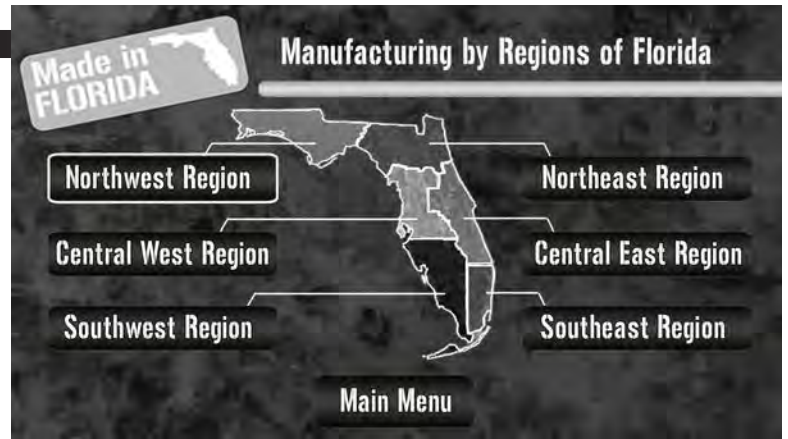 Made in
FLORIDA
Manufacturing by Regions of Florida
Northwest Region
Northeast Region
Central West Region
Central East Region
Southwest Region
Southeast Region
Main Menu